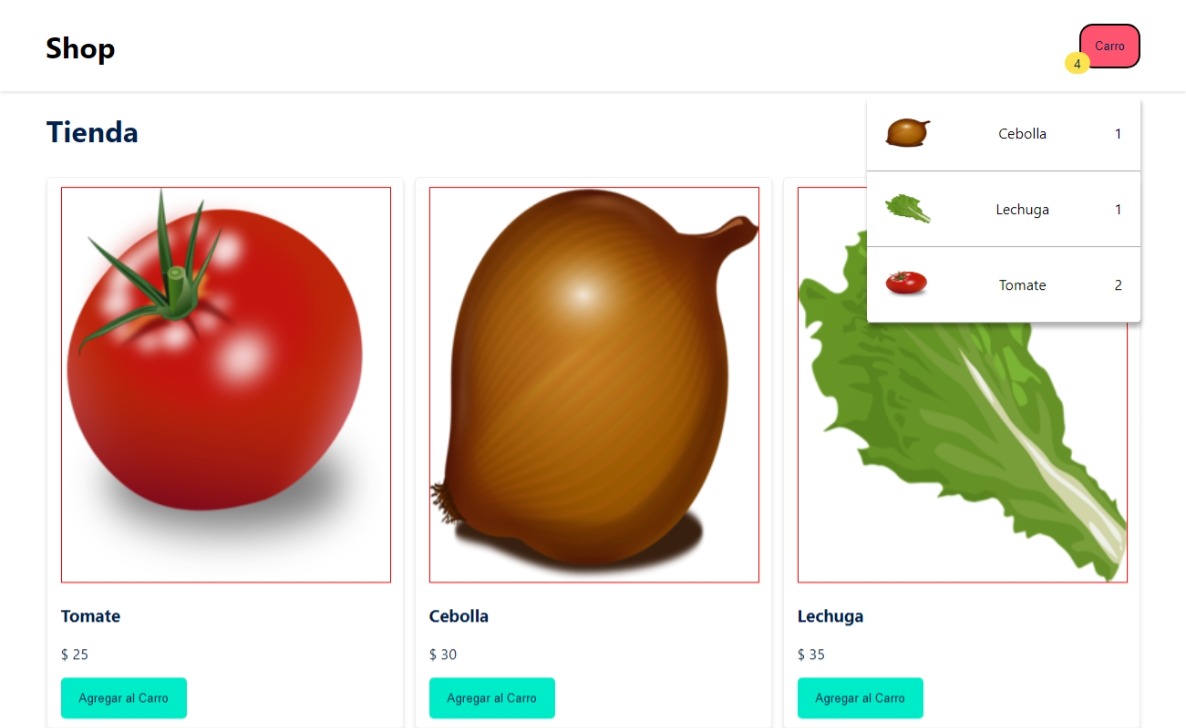 Shop
Carro
4
Tienda
Cebolla 1
Lechuga 1
Tomate 2
Tomate
$ 25
Agregar al Carro
Cebolla
$ 30
Agregar al Carro
Lechuga
$ 35
Agregar al Carro